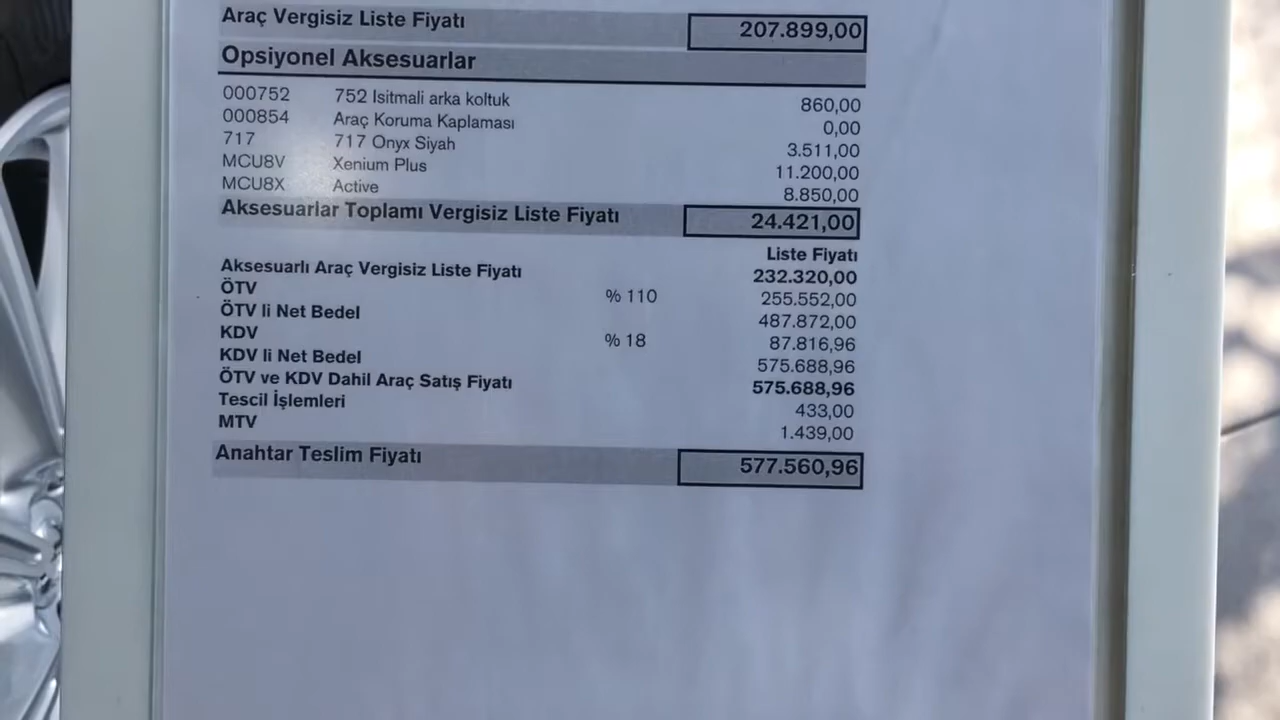 Araç Vergisiz Liste Fiyatı 207.899,00
Opsiyonel Aksesuarlar
000752 752 Isitmali arka koltuk 860,00
000854 Araç Koruma Kaplaması 0,00
717 717 Onyx Siyah 3.511,00
MCU8V Xenium Plus 11.200,00
MCU8X Active 8.850,00
Aksesuarlar Toplamı Vergisiz Liste Fiyatı 24.421,00
Liste Fiyatı
Aksesuarlı Araç Vergisiz Liste Fiyatı 232.320,00
ÖTV % 110 255.552,00
ÖTV li Net Bedel 487.872,00
KDV % 18 87.816,96
KDV li Net Bedel 575.688,96
ÖTV ve KDV Dahil Araç Satış Fiyatı 575.688,96
Tescil İşlemleri 433,00
MTV 1.439,00
Anahtar Teslim Fiyatı 577.560,96